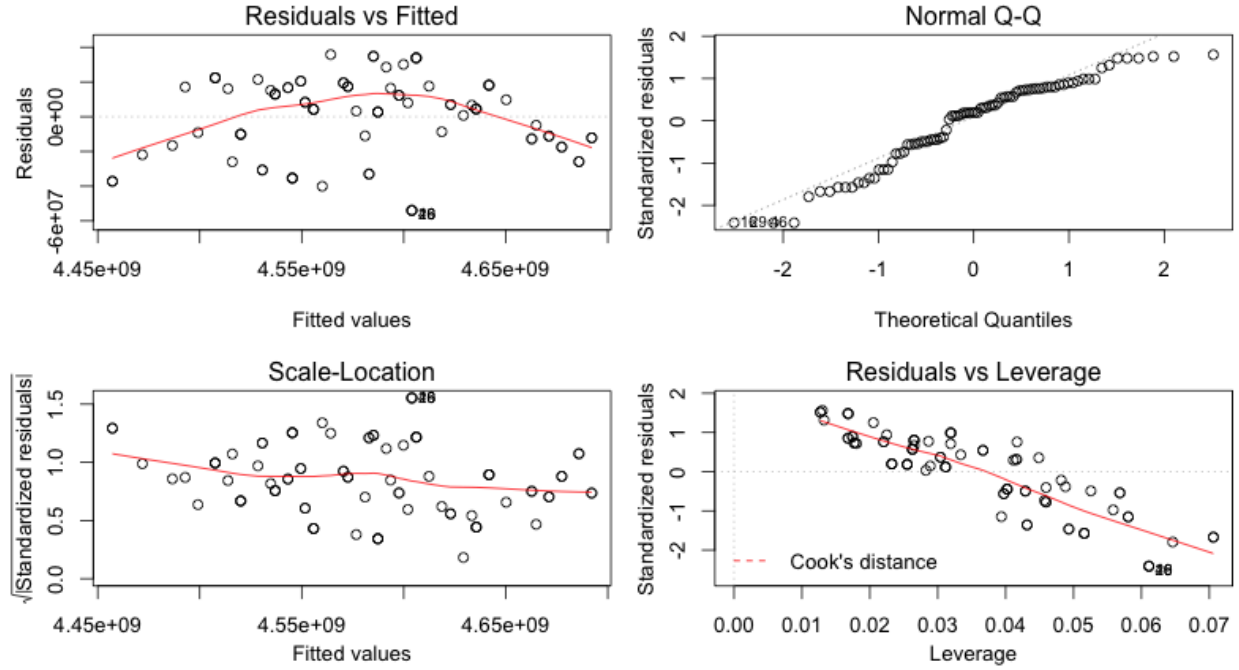 Residuals vs Fitted
Residuals
0e+00
-6e+07
4.45e+09 4.55e+09 4.65e+09
Fitted values
Normal Q-Q
Standardized residuals
2
1
0
-1
-2
-2 -1 0 1 2
Theoretical Quantiles
Scale-Location
√|Standardized residuals|
1.5
1.0
0.5
0.0
4.45e+09 4.55e+09 4.65e+09
Fitted values
Residuals vs Leverage
Standardized residuals
2
1
0
-1
-2
Cook's distance
0.00 0.01 0.02 0.03 0.04 0.05 0.06 0.07
Leverage